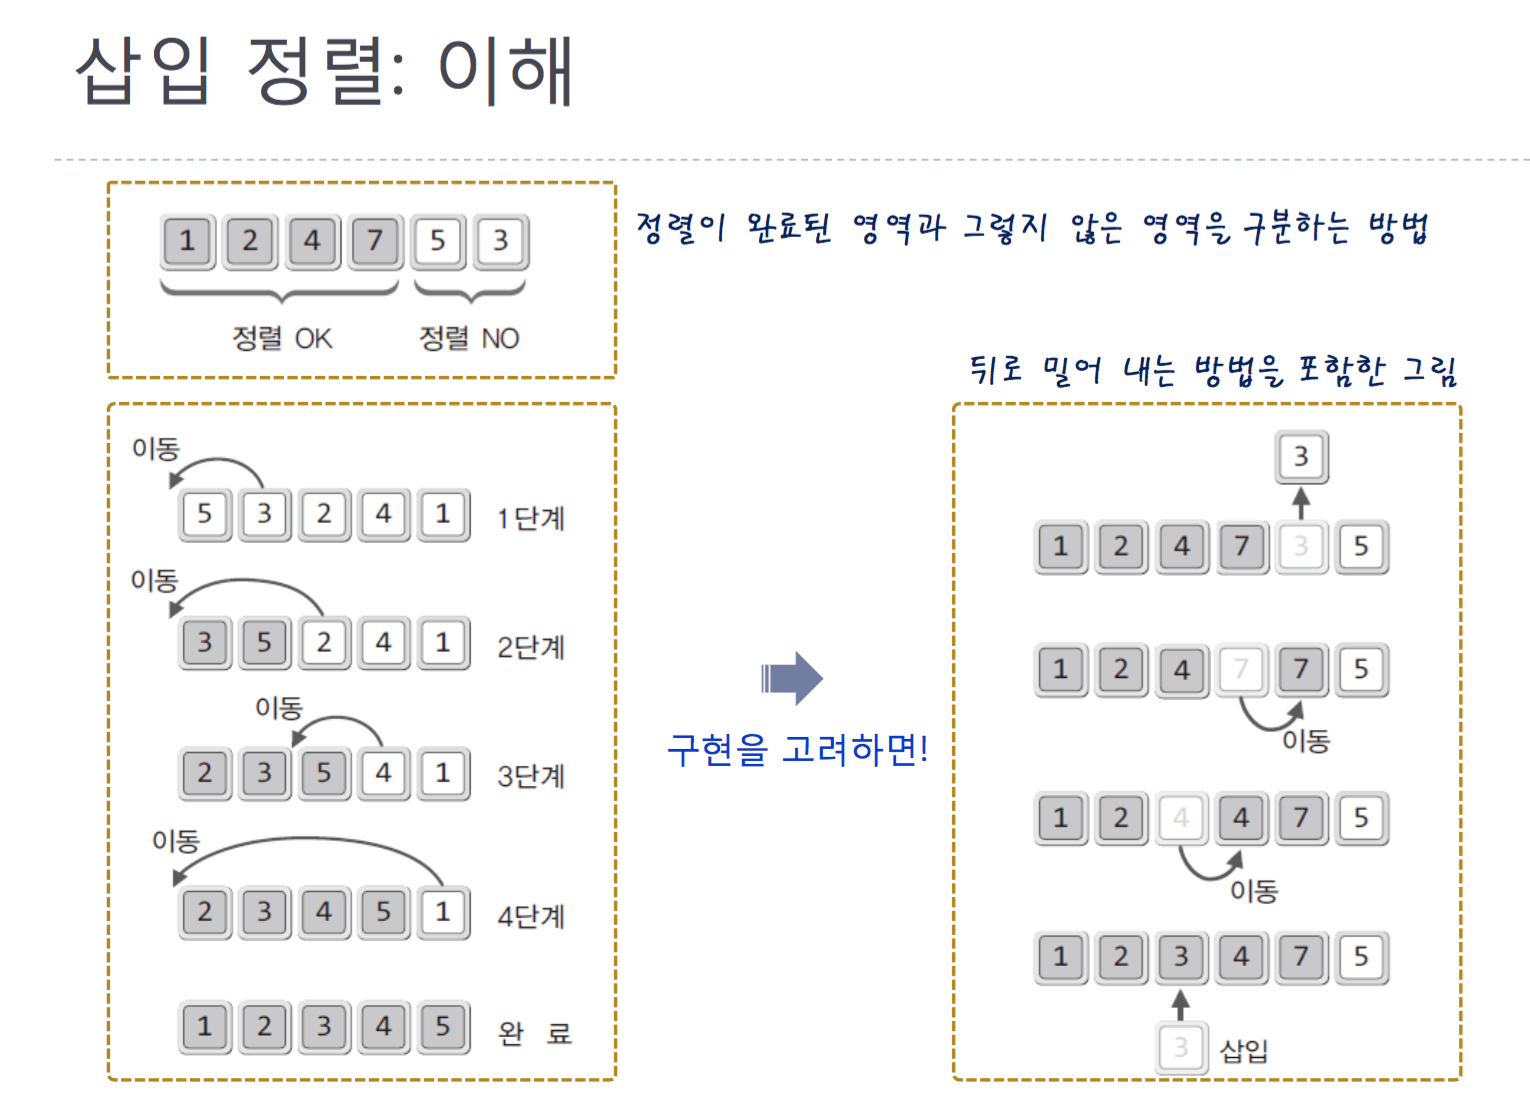 삽입 정렬: 이해
정렬이 완료된 영역과 그렇지 않은 영역을 구분하는 방법
1 2 4 7 5 3
정렬 OK 정렬 NO
이동
5 3 2 4 1 1단계
이동
3 5 2 4 1 2단계
이동
2 3 5 4 1 3단계
이동
2 3 4 5 1 4단계
1 2 3 4 5 완 료
구현을 고려하면!
뒤로 밀어 내는 방법을 포함한 그림
3
1 2 4 7 3 5
1 2 4 7 7 5
이동
1 2 4 4 7 5
이동
1 2 3 4 7 5
3 삽입